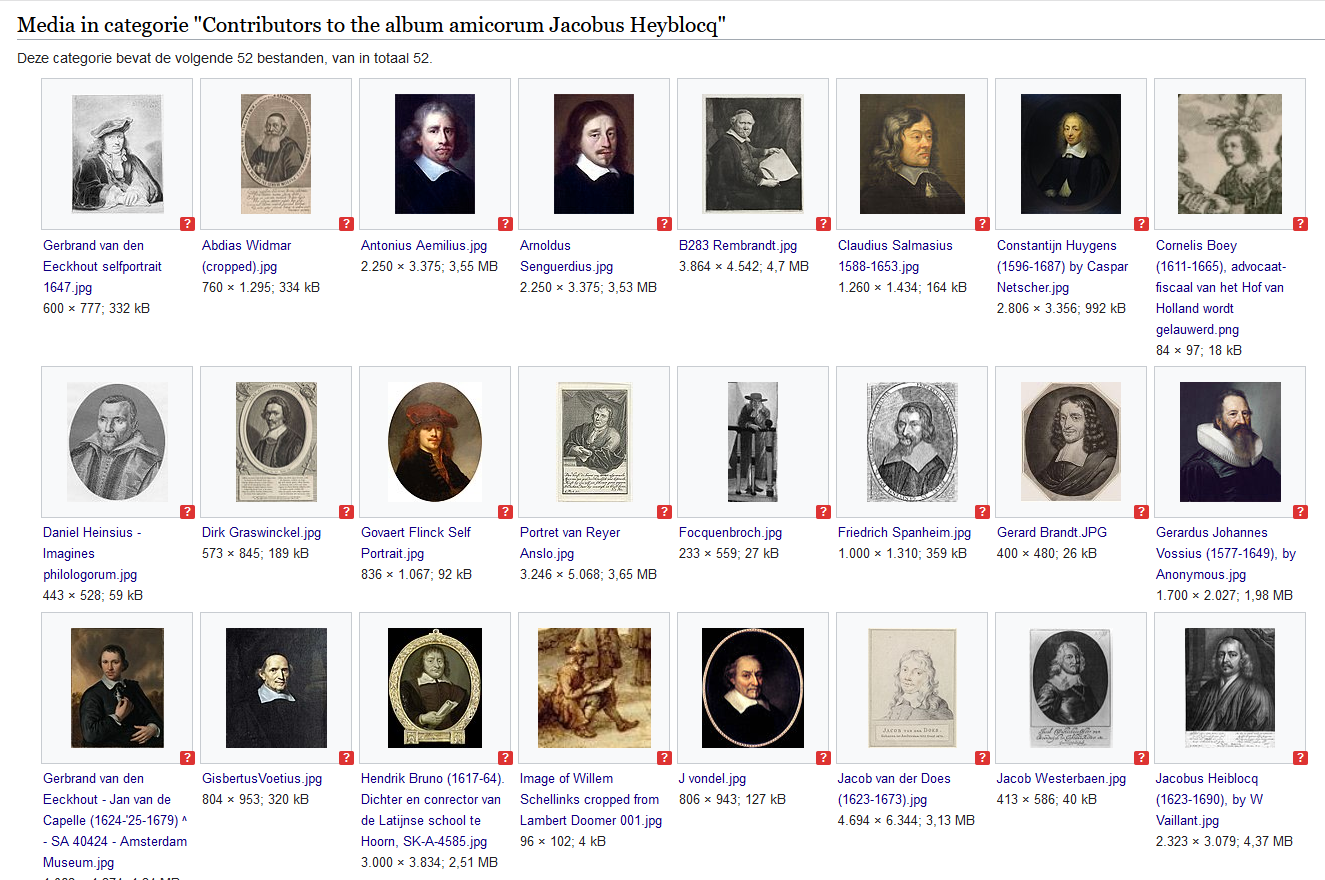 Media in categorie "Contributors to the album amicorum Jacobus Heyblocq"
Deze categorie bevat de volgende 52 bestanden, van in totaal 52.
Gerbrand van den
Eeckhout selfportrait
1647.jpg
600 × 777; 332 kB
Abdias Widmar
(cropped).jpg
760 × 1.295; 334 kB
Antonius Aemilius.jpg
2.250 × 3.375; 3,55 MB
Arnoldus
Senguerdius.jpg
2.250 × 3.375; 3,53 MB
B283 Rembrandt.jpg
3.864 × 4.542; 4,7 MB
Claudius Salmasius
1588-1653.jpg
1.260 × 1.434; 164 kB
Constantijn Huygens
(1596-1687) by Caspar
Netscher.jpg
2.806 × 3.356; 992 kB
Cornelis Boey
(1611-1665), advocaat-
fiscaal van het Hof van
Holland wordt
gelauwerd.png
84 × 97; 18 kB
Daniel Heinsius -
Imagines
philologorum.jpg
443 × 528; 59 kB
Dirk Graswinckel.jpg
573 × 845; 189 kB
Govaert Flinck Self
Portrait.jpg
836 × 1.067; 92 kB
Portret van Reyer
Anslo.jpg
3.246 × 5.068; 3,65 MB
Focquenbroch.jpg
233 × 559; 27 kB
Friedrich Spanheim.jpg
1.000 × 1.310; 359 kB
Gerard Brandt.JPG
400 × 480; 26 kB
Gerardus Johannes
Vossius (1577-1649), by
Anonymous.jpg
1.700 × 2.027; 1,98 MB
Gerbrand van den
Eeckhout - Jan van de
Capelle (1624-'25-1679) ^
- SA 40424 - Amsterdam
Museum.jpg
GisbertusVoetius.jpg
804 × 953; 320 kB
Hendrik Bruno (1617-64).
Dichter en conrector van
de Latijnse school te
Hoorn, SK-A-4585.jpg
3.000 × 3.834; 2,51 MB
Image of Willem
Schellinks cropped from
Lambert Doomer 001.jpg
96 × 102; 4 kB
J vondel.jpg
806 × 943; 127 kB
JACOB VAN DER DOES.
Jacob van der Does
(1623-1673).jpg
4.694 × 6.344; 3,13 MB
Jacob Westerbaen.jpg
413 × 586; 40 kB
Jacobus Heiblocq
(1623-1690), by W
Vaillant.jpg
2.323 × 3.079; 4,37 MB